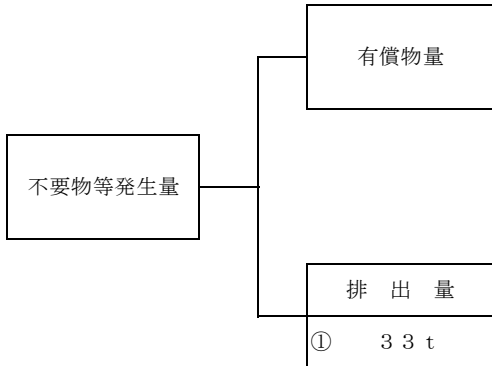 有償物量
不要物等発生量
排　出　量
①　３３ｔ